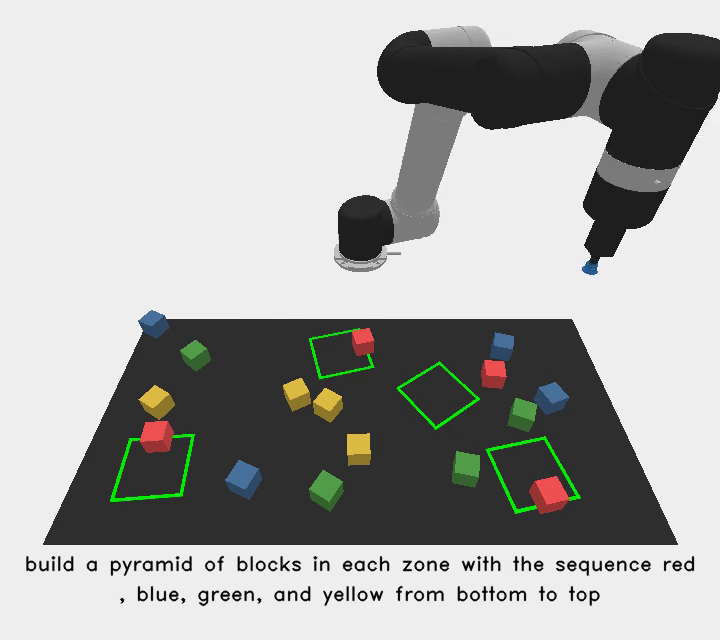 build a pyramid of blocks in each zone with the sequence red
, blue, green, and yellow from bottom to top